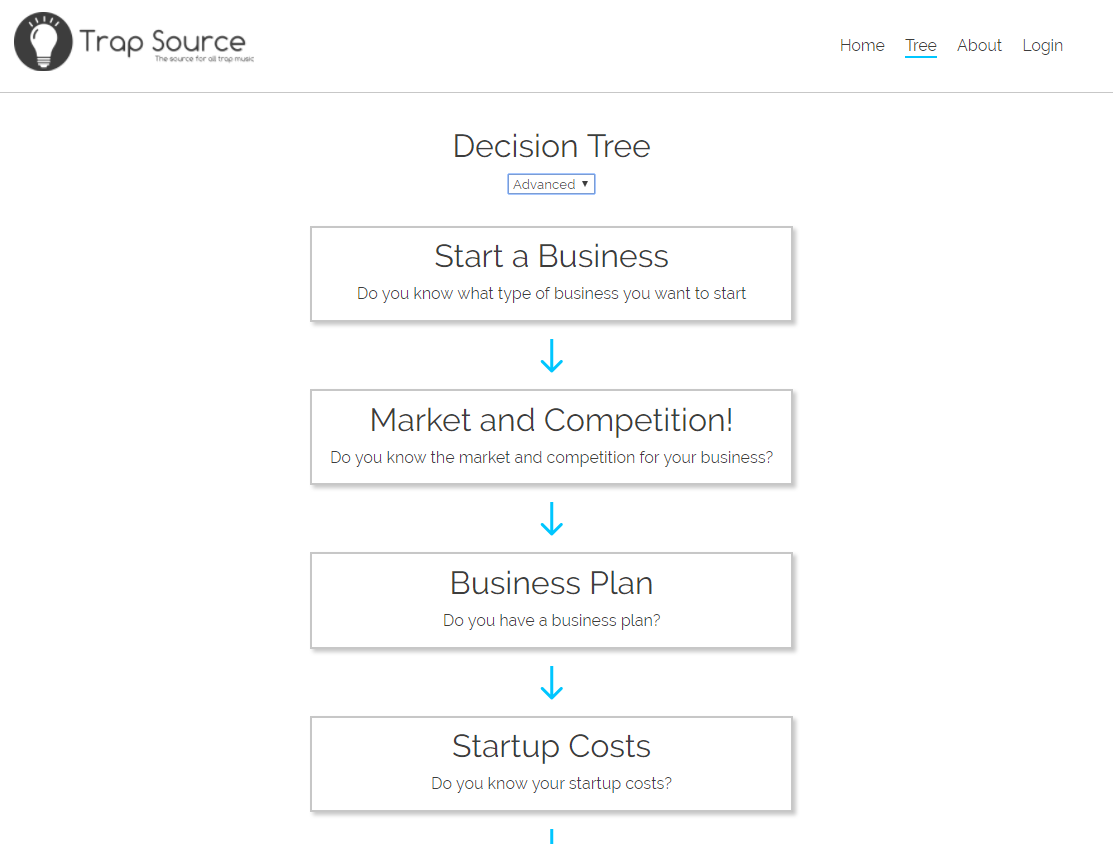 Trap Source
The source for all trap music
Home Tree About Login
Decision Tree
Advanced
Start a Business
Do you know what type of business you want to start
Market and Competition!
Do you know the market and competition for your business?
Business Plan
Do you have a business plan?
Startup Costs
Do you know your startup costs?